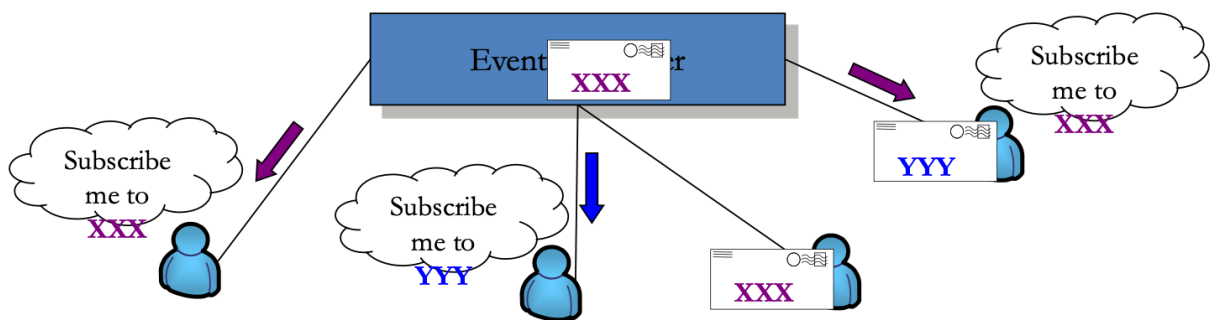 Event
er
XXX
Subscribe
me to
XXX
YYY
Subscribe
me to
XXX
Subscribe
me to
YYY
XXX